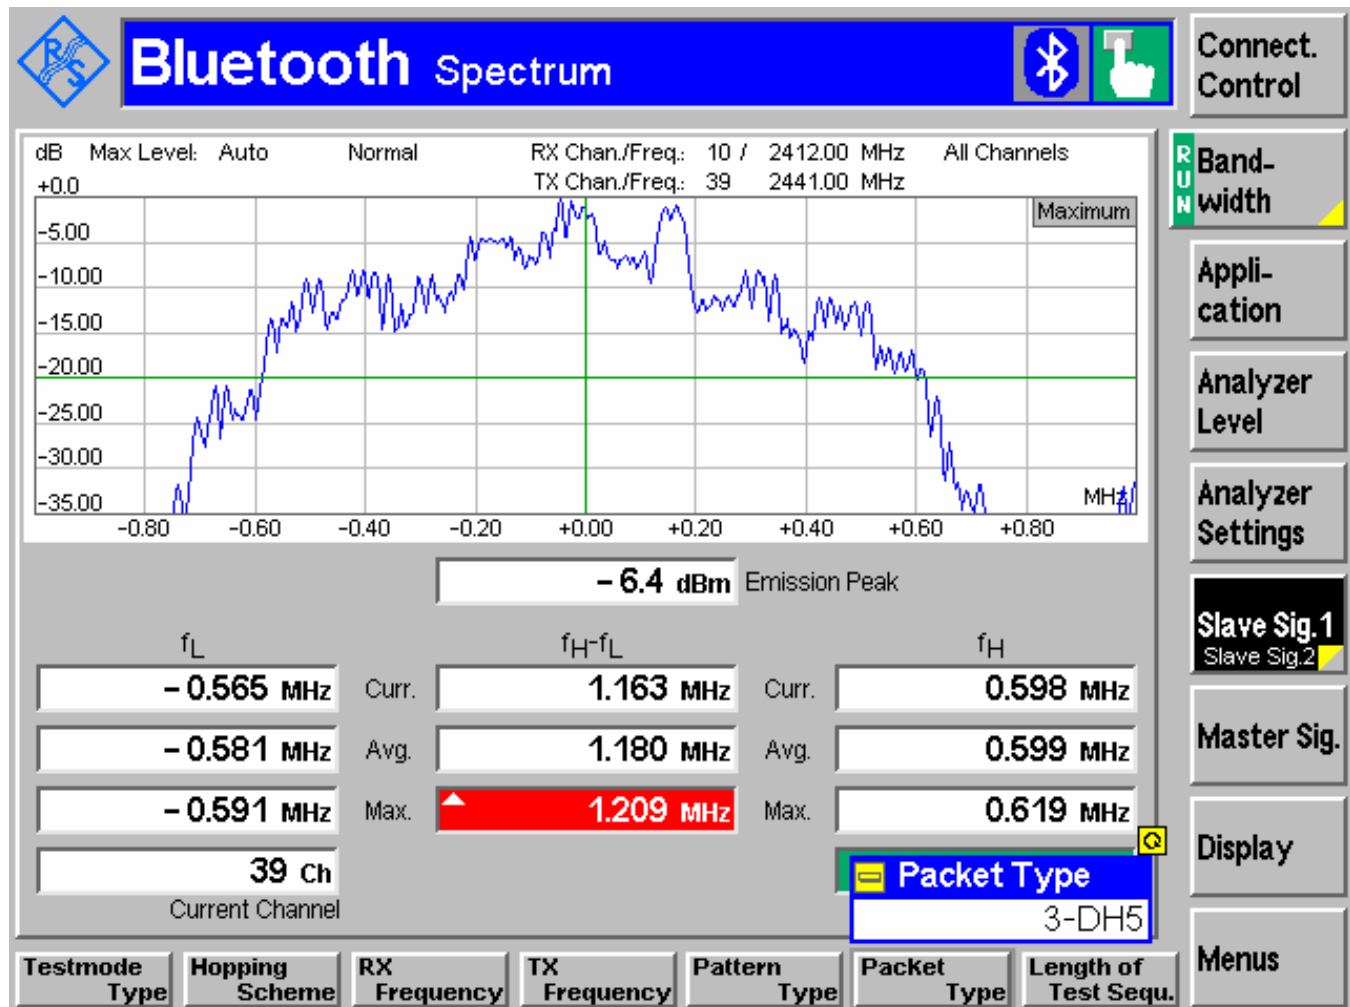 R S
Bluetooth Spectrum
Connect.
Control
dB Max Level: Auto Normal RX Chan./Freq.: 10 / 2412.00 MHz All Channels
+0.0 TX Chan./Freq.: 39 2441.00 MHz
RUN
Band-
width
Maximum
-5.00
-10.00
-15.00
-20.00
-25.00
-30.00
-35.00
MHz
-0.80 -0.60 -0.40 -0.20 +0.00 +0.20 +0.40 +0.60 +0.80
Appli-
cation
Analyzer
Level
Analyzer
Settings
-6.4 dBm Emission Peak
Slave Sig.1
Slave Sig.2
fL fH-fL fH
-0.565 MHz Curr. 1.163 MHz Curr. 0.598 MHz
-0.581 MHz Avg. 1.180 MHz Avg. 0.599 MHz
-0.591 MHz Max. 1.209 MHz Max. 0.619 MHz
Master Sig.
39 Ch
Current Channel
Packet Type
3-DH5
Display
Menus
Testmode
Type
Hopping
Scheme
RX
Frequency
TX
Frequency
Pattern
Type
Packet
Type
Length of
Test Sequ.